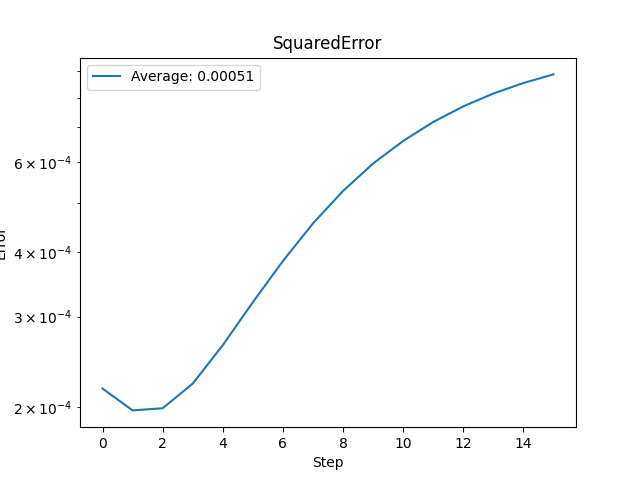 SquaredError
Average: 0.00051
6 × 10⁻⁴
4 × 10⁻⁴
3 × 10⁻⁴
2 × 10⁻⁴
Error
0 2 4 6 8 10 12 14
Step